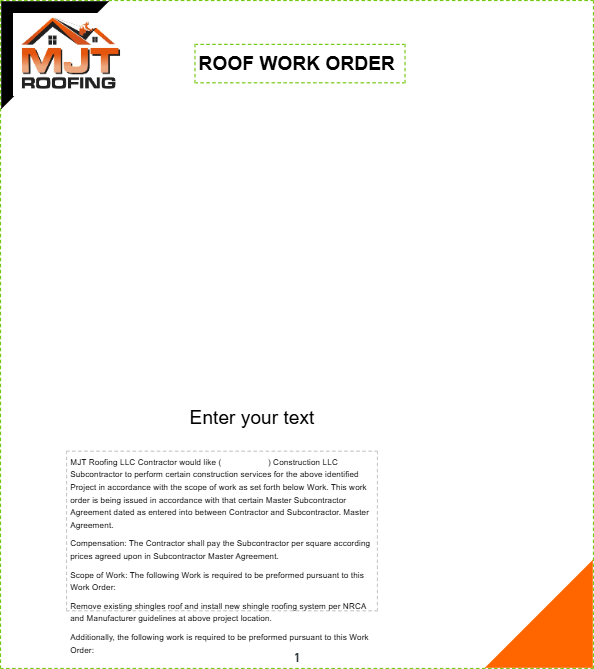 MJT
ROOFING
ROOF WORK ORDER
Enter your text
MJT Roofing LLC Contractor would like ( ) Construction LLC
Subcontractor to perform certain construction services for the above identified
Project in accordance with the scope of work as set forth below Work. This work
order is being issued in accordance with that certain Master Subcontractor
Agreement dated as entered into between Contractor and Subcontractor. Master
Agreement.
Compensation: The Contractor shall pay the Subcontractor per square according
prices agreed upon in Subcontractor Master Agreement.
Scope of Work: The following Work is required to be preformed pursuant to this
Work Order:
Remove existing shingles roof and install new shingle roofing system per NRCA
and Manufacturer guidelines at above project location.
Additionally, the following work is required to be preformed pursuant to this Work
Order:
1